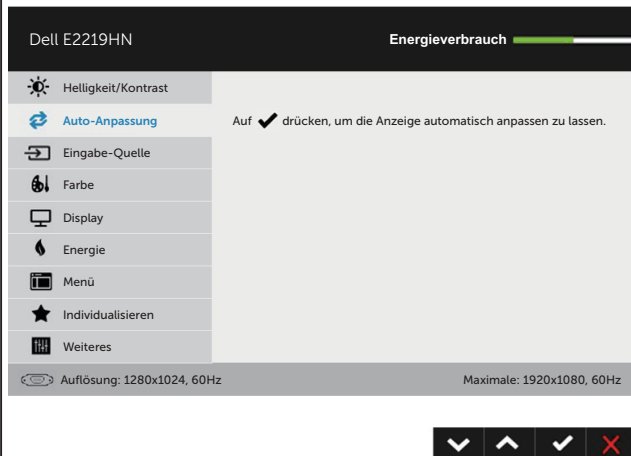 Dell E2219HN
Energieverbrauch
Helligkeit/Kontrast
Auto-Anpassung
Auf ✔ drücken, um die Anzeige automatisch anpassen zu lassen.
Eingabe-Quelle
Farbe
Display
Energie
Menü
Individualisieren
Weiteres
Auflösung: 1280x1024, 60Hz
Maximale: 1920x1080, 60Hz